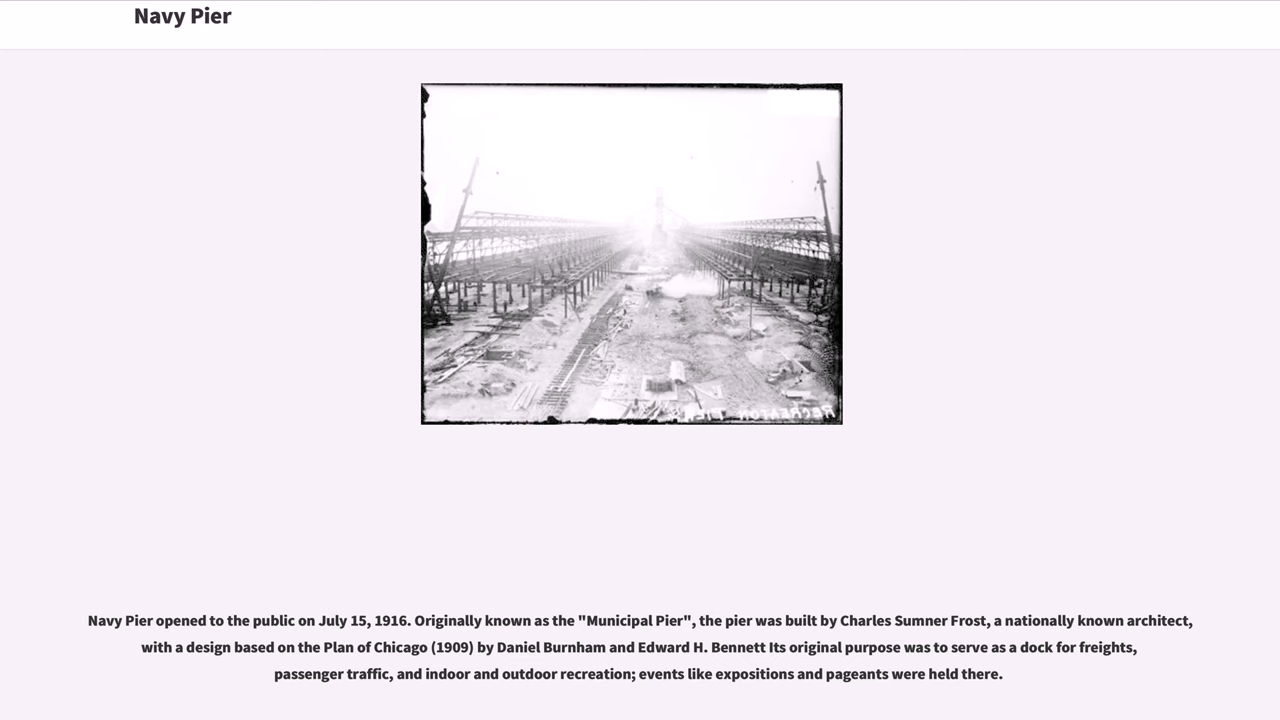 Navy Pier
RECREATION PIER
Navy Pier opened to the public on July 15, 1916. Originally known as the "Municipal Pier", the pier was built by Charles Sumner Frost, a nationally known architect,
with a design based on the Plan of Chicago (1909) by Daniel Burnham and Edward H. Bennett Its original purpose was to serve as a dock for freights,
passenger traffic, and indoor and outdoor recreation; events like expositions and pageants were held there.